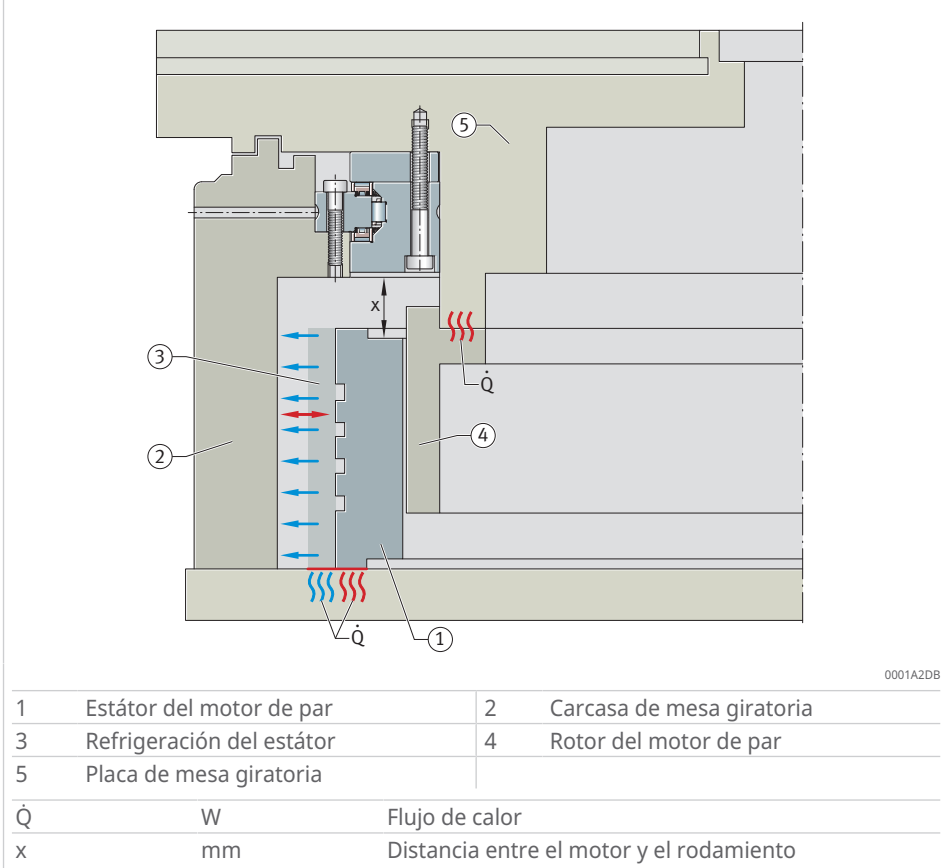 5
x
3
Q̇
4
2
Q̇
1
0001A2DB
1 Estátor del motor de par 2 Carcasa de mesa giratoria
3 Refrigeración del estátor 4 Rotor del motor de par
5 Placa de mesa giratoria
Q̇ W Flujo de calor
x mm Distancia entre el motor y el rodamiento